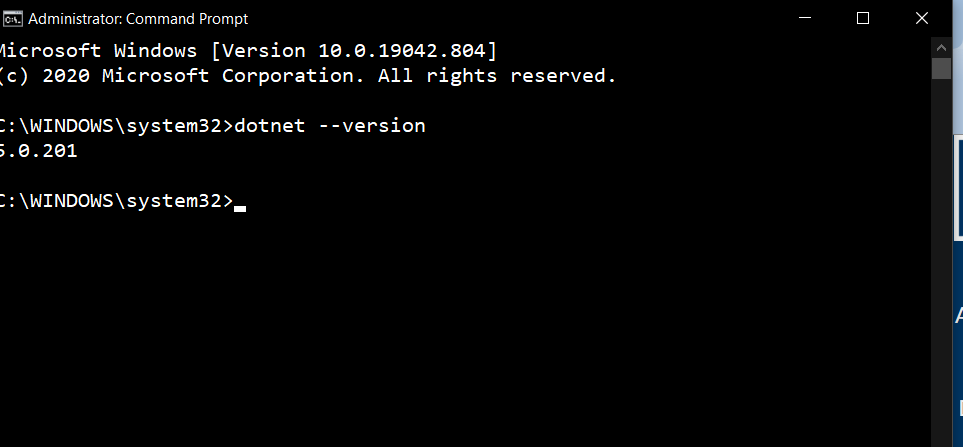 Administrator: Command Prompt
Microsoft Windows [Version 10.0.19042.804]
(c) 2020 Microsoft Corporation. All rights reserved.
C:\WINDOWS\system32>dotnet --version
5.0.201
C:\WINDOWS\system32>